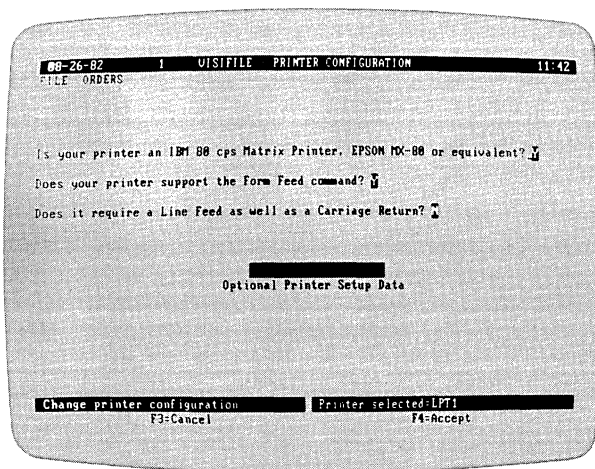 08-26-82 1 VISIFILE PRINTER CONFIGURATION 11:42
FILE ORDERS
Is your printer an IBM 80 cps Matrix Printer, EPSON MX-80 or equivalent? Y
Does your printer support the Form Feed command? Y
Does it require a Line Feed as well as a Carriage Return? Y
Optional Printer Setup Data
Change printer configuration Printer selected:LPT1
F3=Cancel F4=Accept